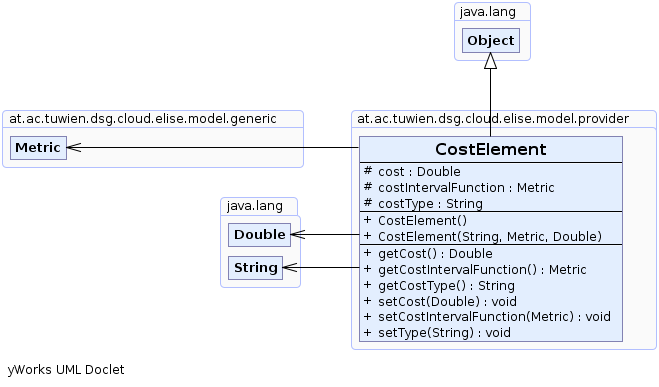 java.lang
Object
at.ac.tuwien.dsg.cloud.elise.model.generic
Metric
at.ac.tuwien.dsg.cloud.elise.model.provider
CostElement
# cost : Double
# costIntervalFunction : Metric
# costType : String
+ CostElement()
+ CostElement(String, Metric, Double)
+ getCost() : Double
+ getCostIntervalFunction() : Metric
+ getCostType() : String
+ setCost(Double) : void
+ setCostIntervalFunction(Metric) : void
+ setType(String) : void
java.lang
Double
String
yWorks UML Doclet